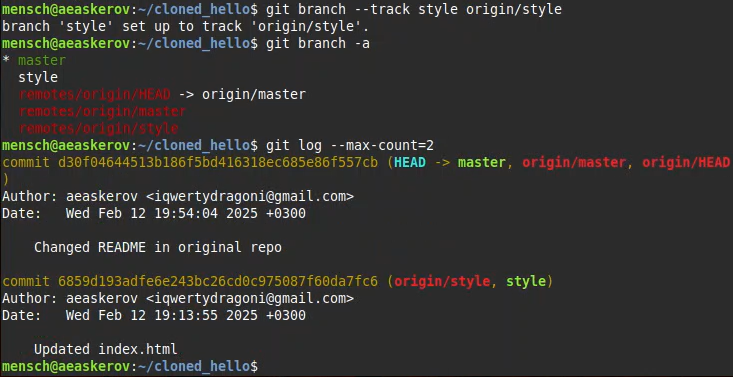 mensch@aeaskerov:~/cloned_hello$ git branch --track style origin/style
branch 'style' set up to track 'origin/style'.
mensch@aeaskerov:~/cloned_hello$ git branch -a
* master
  style
  remotes/origin/HEAD -> origin/master
  remotes/origin/master
  remotes/origin/style
mensch@aeaskerov:~/cloned_hello$ git log --max-count=2
commit d30f04644513b186f5bd416318ec685e86f557cb (HEAD -> master, origin/master, origin/HEAD
)
Author: aeaskerov <iqwertydragoni@gmail.com>
Date:   Wed Feb 12 19:54:04 2025 +0300
    Changed README in original repo
commit 6859d193adfe6e243bc26cd0c975087f60da7fc6 (origin/style, style)
Author: aeaskerov <iqwertydragoni@gmail.com>
Date:   Wed Feb 12 19:13:55 2025 +0300
    Updated index.html
mensch@aeaskerov:~/cloned_hello$